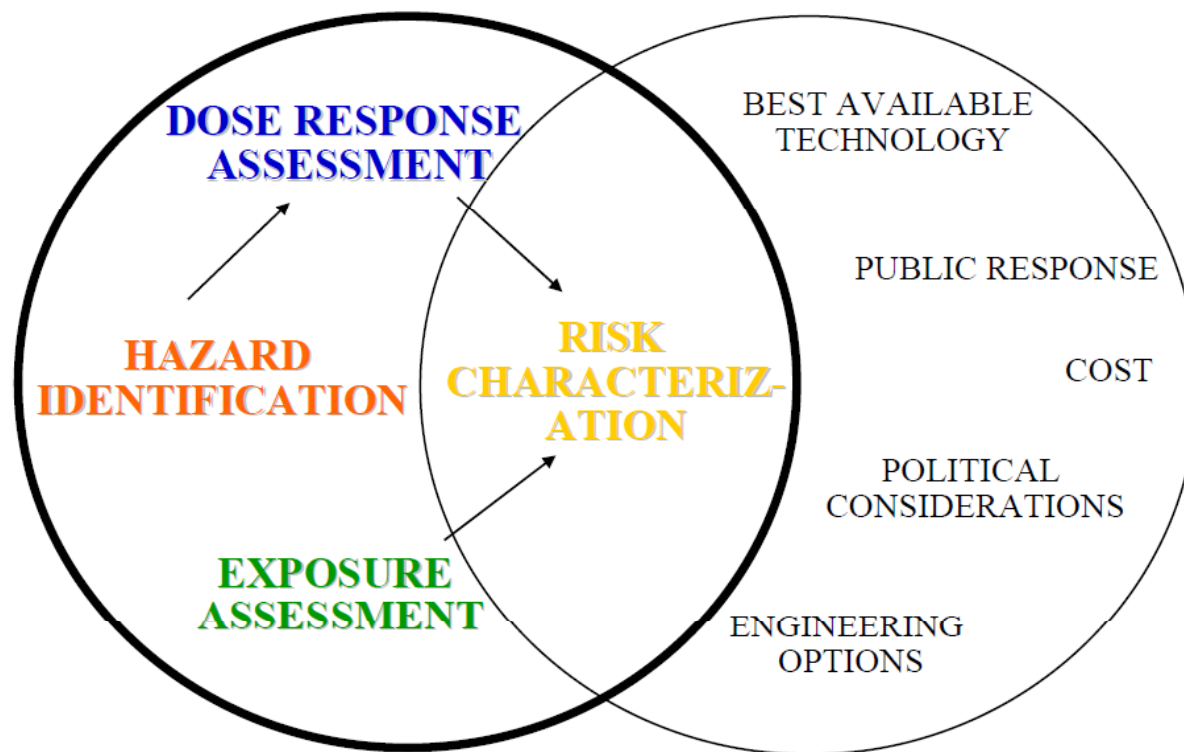 DOSE RESPONSE
ASSESSMENT
HAZARD
IDENTIFICATION
EXPOSURE
ASSESSMENT
RISK
CHARACTERIZ-
ATION
BEST AVAILABLE
TECHNOLOGY
PUBLIC RESPONSE
COST
POLITICAL
CONSIDERATIONS
ENGINEERING
OPTIONS